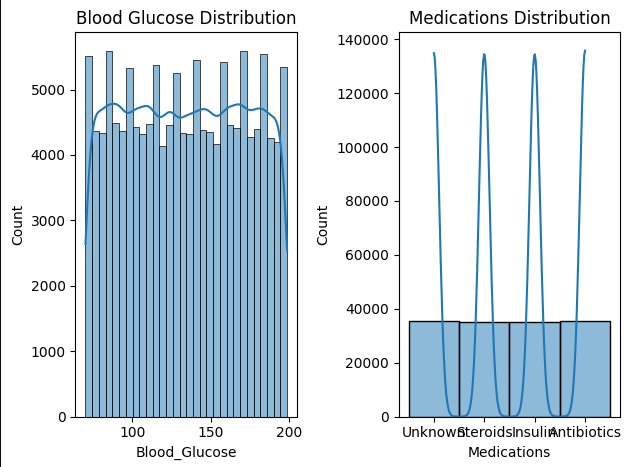 Blood Glucose Distribution
5000
4000
3000
2000
1000
0
Count
100 150 200
Blood_Glucose
Medications Distribution
140000
120000
100000
80000
60000
40000
20000
0
Count
Unknown Steroids Insulin Antibiotics
Medications